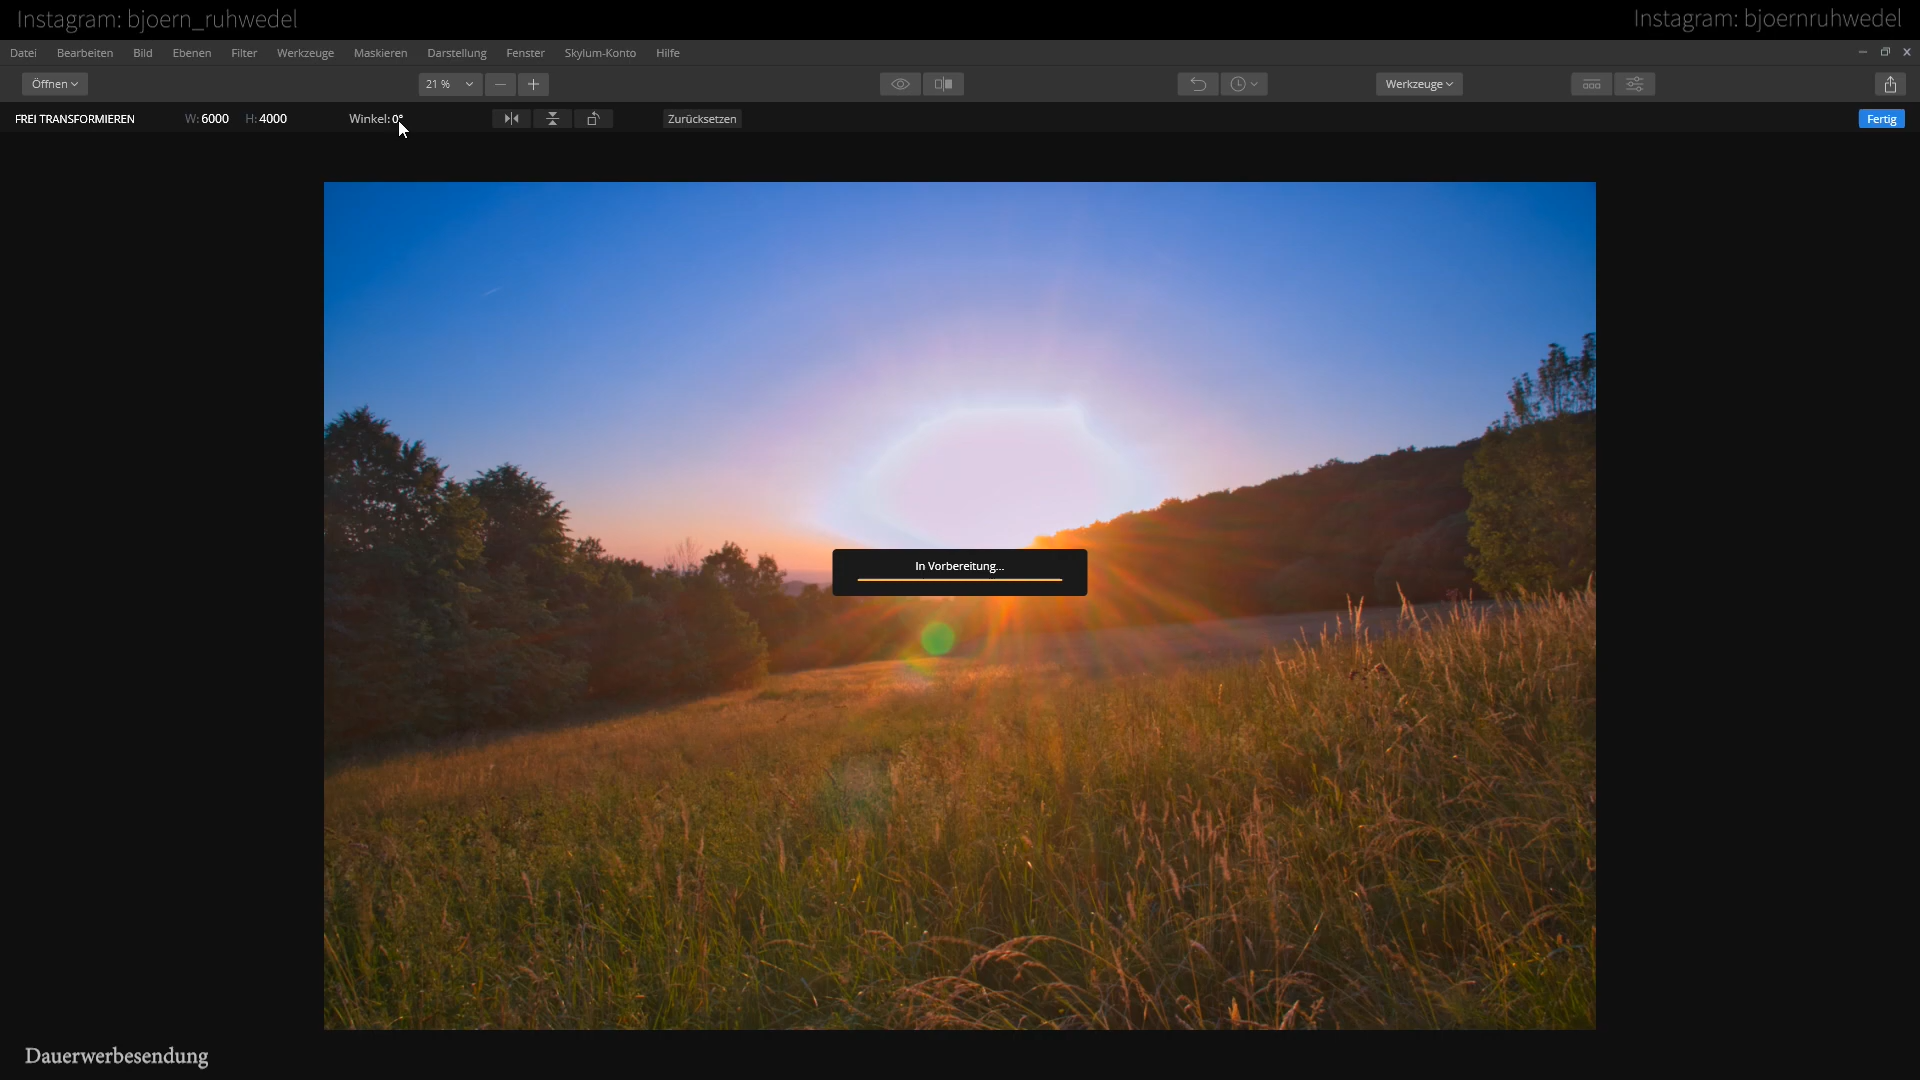 Instagram: bjoern_ruhwedel
Instagram: bjoernruhwedel
Datei Bearbeiten Bild Ebenen Filter Werkzeuge Maskieren Darstellung Fenster Skylum-Konto Hilfe
Öffnen 21 % Werkzeuge
FREI TRANSFORMIEREN W: 6000 H: 4000 Winkel: 0° Zurücksetzen Fertig
In Vorbereitung...
Dauerwerbesendung